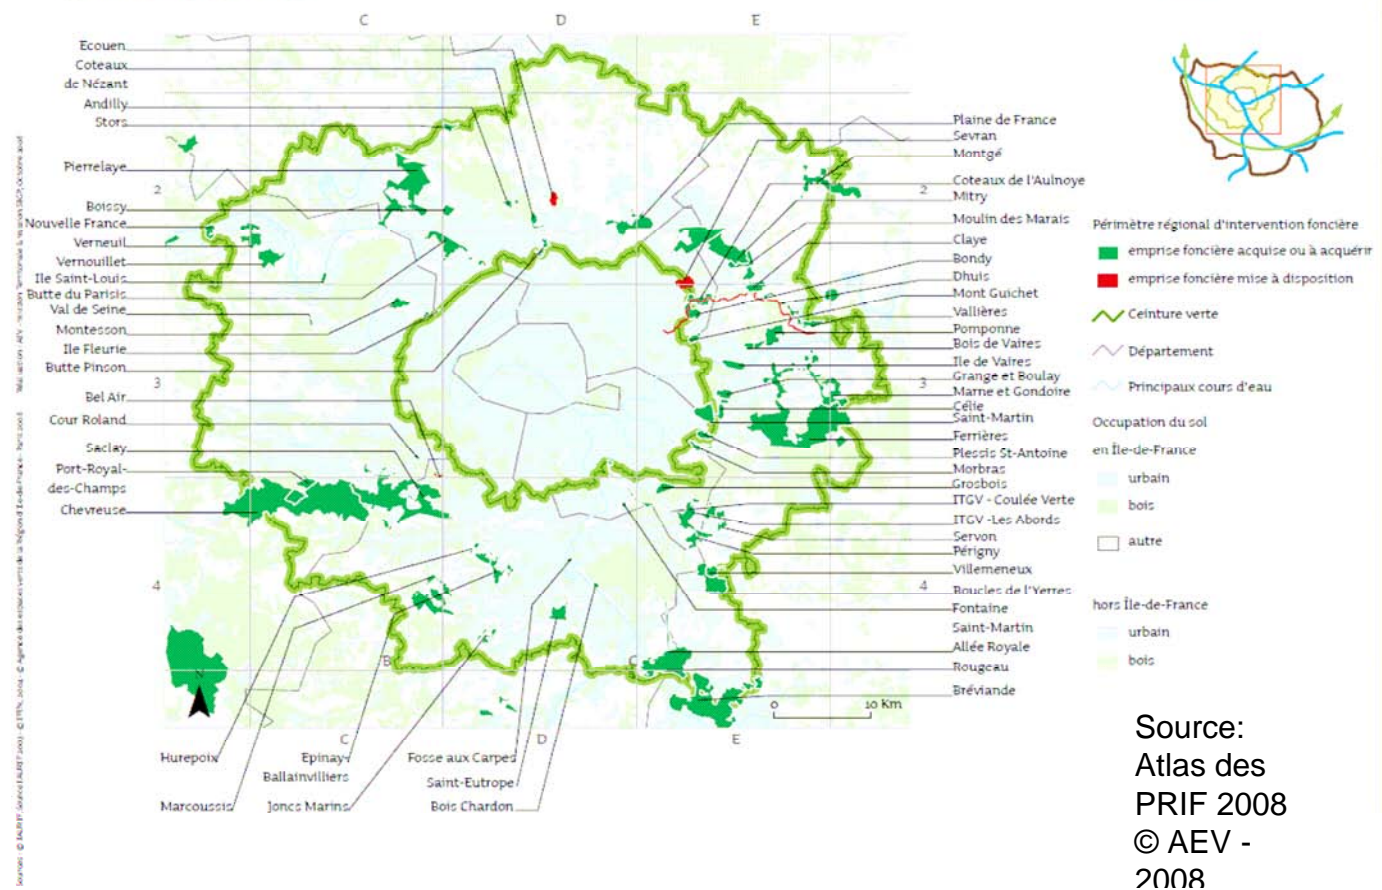 C D E
Ecouen
Coteaux
de Nézant
Andilly
Stors
Pierrelaye
2
Boissy
Nouvelle France
Verneuil
Vernouillet
Ile Saint-Louis
Butte du Parisis
Val de Seine
Montesson
Ile Fleurie
Butte Pinson
3
Bel Air
Cour Roland
Saclay
Port-Royal-
des-Champs
Chevreuse
4
B
C
N
Plaine de France
Sevran
Montgé
Coteaux de l'Aulnoye
2
Mitry
Moulin des Marais
Claye
Bondy
Dhuis
Mont Guichet
Vallières
Pomponne
Bois de Vaires
Ile de Vaires
Grange et Boulay
3
Marne et Gondoire
Célie
Saint-Martin
Ferrières
Plessis St-Antoine
Morbras
Grosbois
ITGV - Coulée Verte
ITGV -Les Abords
Servon
Périgny
Villemeneux
4
Boucles de l'Yerres
Fontaine
Saint-Martin
Allée Royale
Rougeau
Bréviande
0 10 Km
C D E
Hurepoix
Epinay-
Ballainvilliers
Fosse aux Carpes
Saint-Eutrope
Marcoussis
Joncs Marins
Bois Chardon
Périmètre régional d'intervention foncière
emprise foncière acquise ou à acquérir
emprise foncière mise à disposition
Ceinture verte
Département
Principaux cours d'eau
Occupation du sol
en Île-de-France
urbain
bois
autre
hors Île-de-France
urbain
bois
Source:
Atlas des
PRIF 2008
© AEV -
2008